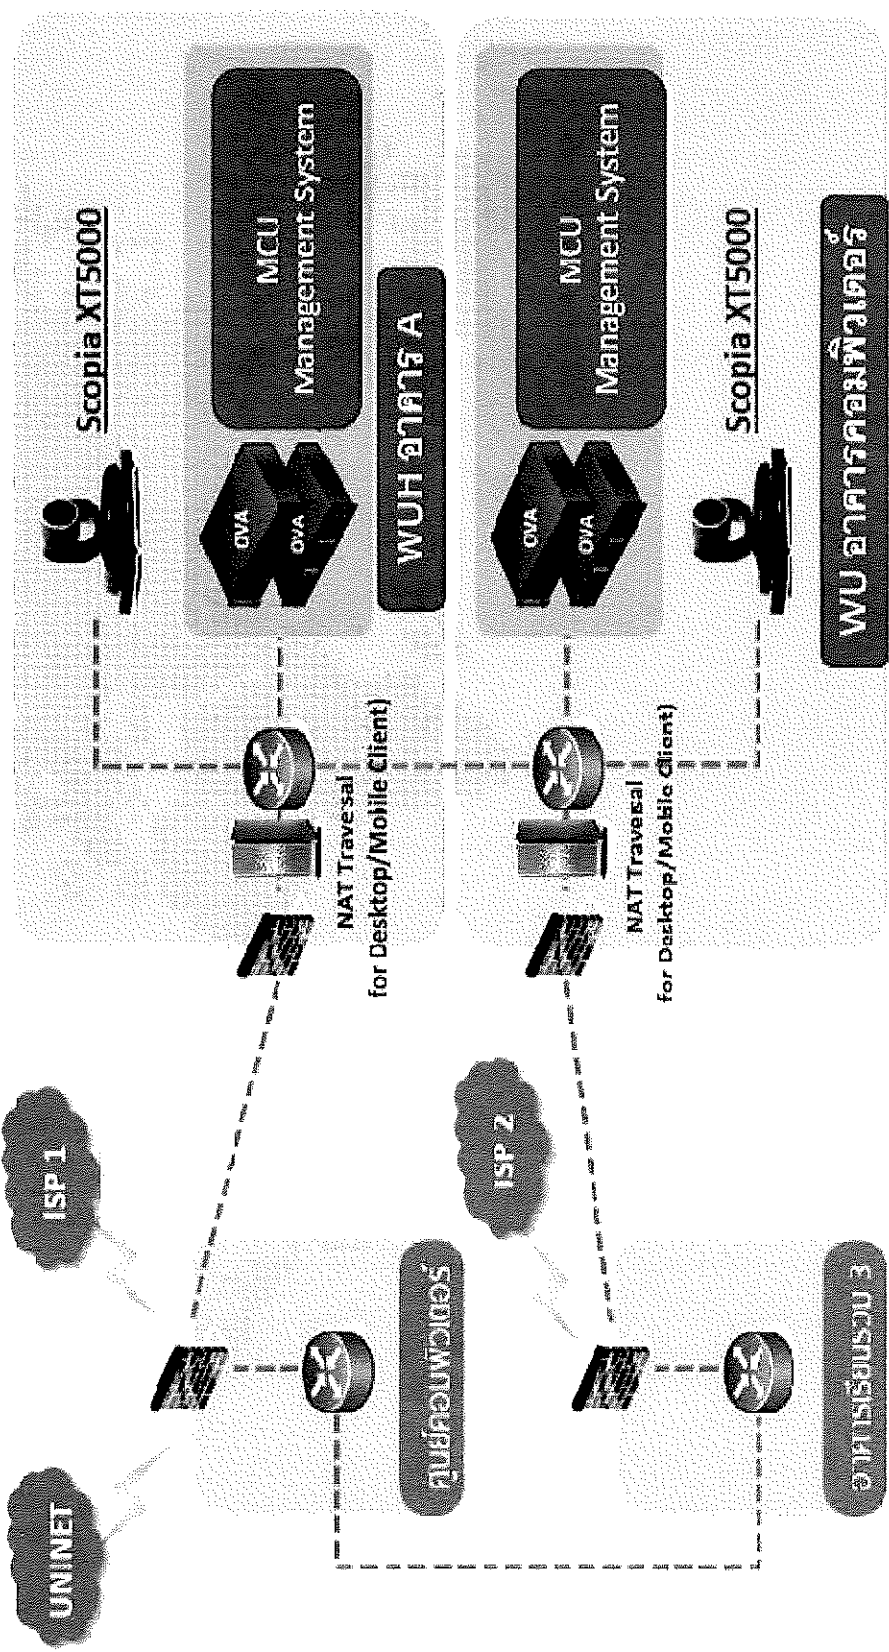 UNINET
ISP 1
ศูนย์คอมพิวเตอร์
ISP 2
อาคารเรียนรวม 3
Scopia XT5000
OVA
OVA
MCU
Management System
WUH อาคาร A
NAT Traversal
for Desktop/Mobile Client)
OVA
OVA
MCU
Management System
NAT Traversal
for Desktop/Mobile Client)
Scopia XT5000
WU อาคารคอมพิวเตอร์